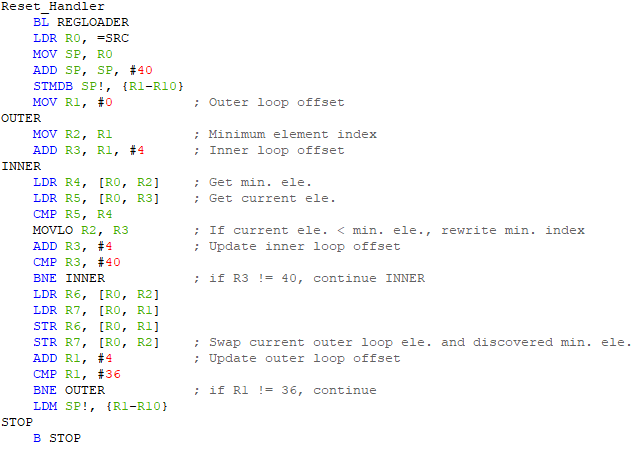 Reset_Handler
BL REGLOADER
LDR R0, =SRC
MOV SP, R0
ADD SP, SP, #40
STMDB SP!, {R1-R10}
MOV R1, #0 ; Outer loop offset
OUTER
MOV R2, R1 ; Minimum element index
ADD R3, R1, #4 ; Inner loop offset
INNER
LDR R4, [R0, R2] ; Get min. ele.
LDR R5, [R0, R3] ; Get current ele.
CMP R5, R4
MOVLO R2, R3 ; If current ele. < min. ele., rewrite min. index
ADD R3, #4 ; Update inner loop offset
CMP R3, #40
BNE INNER ; if R3 != 40, continue INNER
LDR R6, [R0, R2]
LDR R7, [R0, R1]
STR R6, [R0, R1]
STR R7, [R0, R2] ; Swap current outer loop ele. and discovered min. ele.
ADD R1, #4 ; Update outer loop offset
CMP R1, #36
BNE OUTER ; if R1 != 36, continue
LDM SP!, {R1-R10}
STOP
B STOP